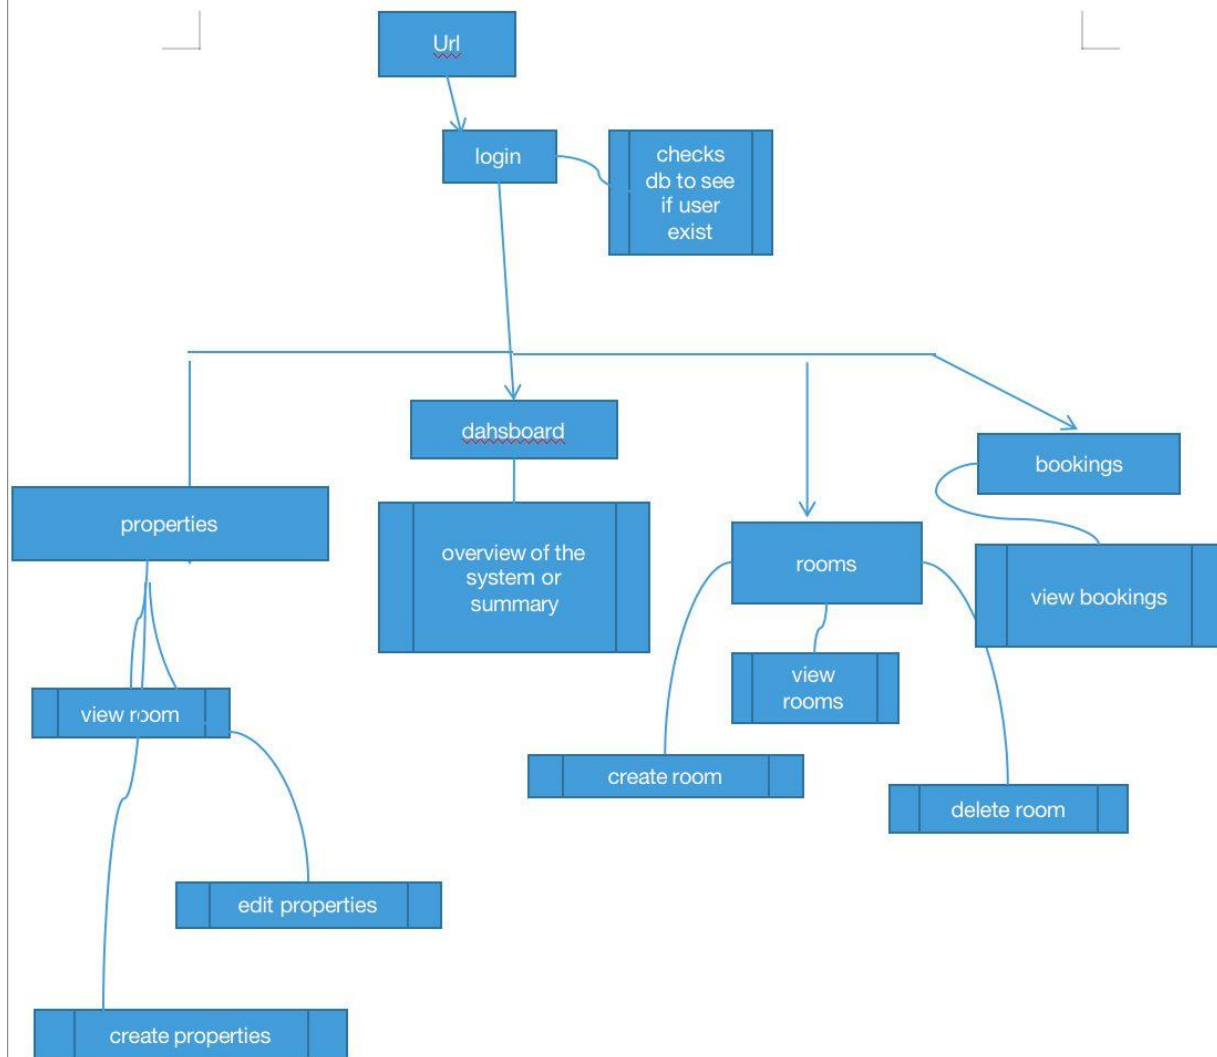 Url
login
checks
db to see
if user
exist
dahsboard
bookings
properties
overview of the
system or
summary
rooms
view bookings
view room
view
rooms
create room
delete room
edit properties
create properties